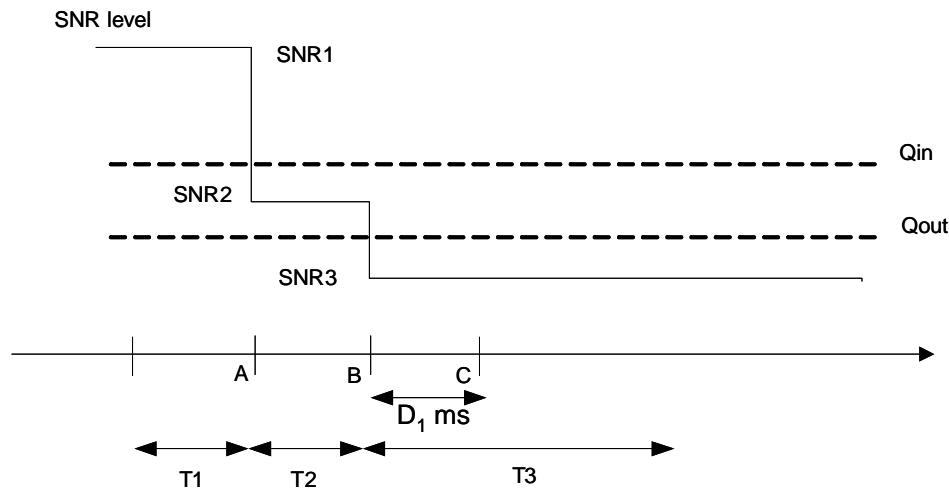 SNR level
SNR1
Qin
SNR2
Qout
SNR3
A B C
D₁ ms
T1 T2 T3